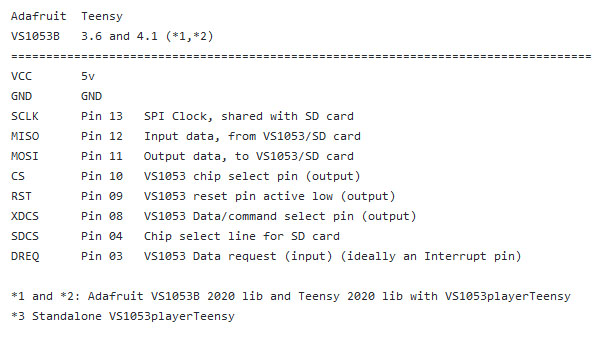 Adafruit  Teensy
VS1053B   3.6 and 4.1 (*1,*2)
===================================================================================
VCC       5v
GND       GND
SCLK      Pin 13   SPI Clock, shared with SD card
MISO      Pin 12   Input data, from VS1053/SD card
MOSI      Pin 11   Output data, to VS1053/SD card
CS        Pin 10   VS1053 chip select pin (output)
RST       Pin 09   VS1053 reset pin active low (output)
XDCS      Pin 08   VS1053 Data/command select pin (output)
SDCS      Pin 04   Chip select line for SD card
DREQ      Pin 03   VS1053 Data request (input) (ideally an Interrupt pin)
*1 and *2: Adafruit VS1053B 2020 lib and Teensy 2020 lib with VS1053playerTeensy
*3 Standalone VS1053playerTeensy